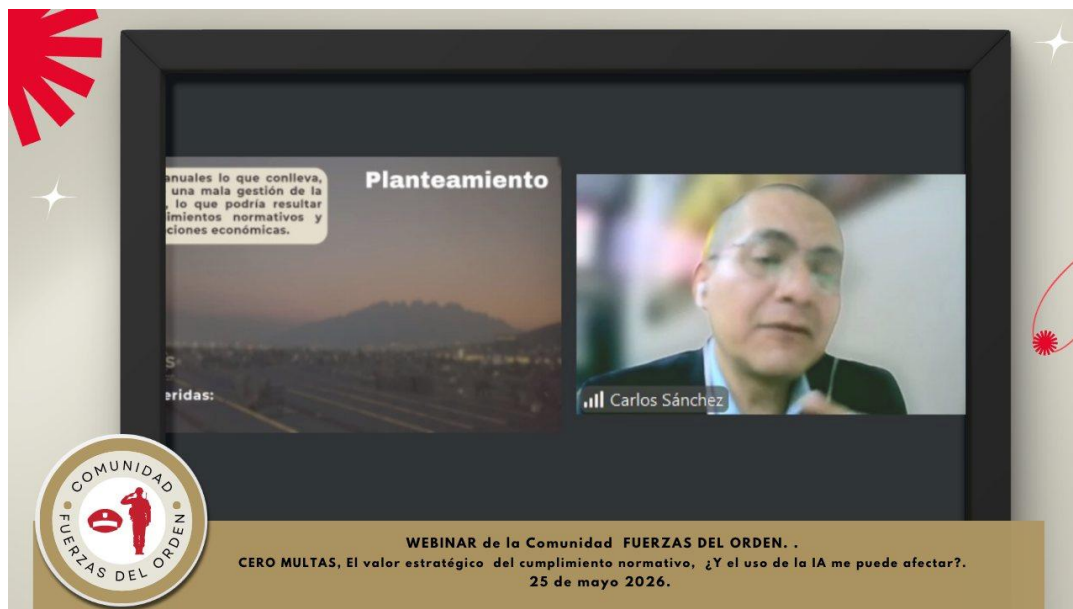 anuales lo que conlleva,
una mala gestión de la
, lo que podría resultar
imientos normativos y
ciones económicas.
Planteamiento
S
eridas:
Carlos Sánchez
COMUNIDAD
FUERZAS DEL ORDEN
WEBINAR de la Comunidad FUERZAS DEL ORDEN. .
CERO MULTAS, El valor estratégico del cumplimiento normativo, ¿Y el uso de la IA me puede afectar?.
25 de mayo 2026.